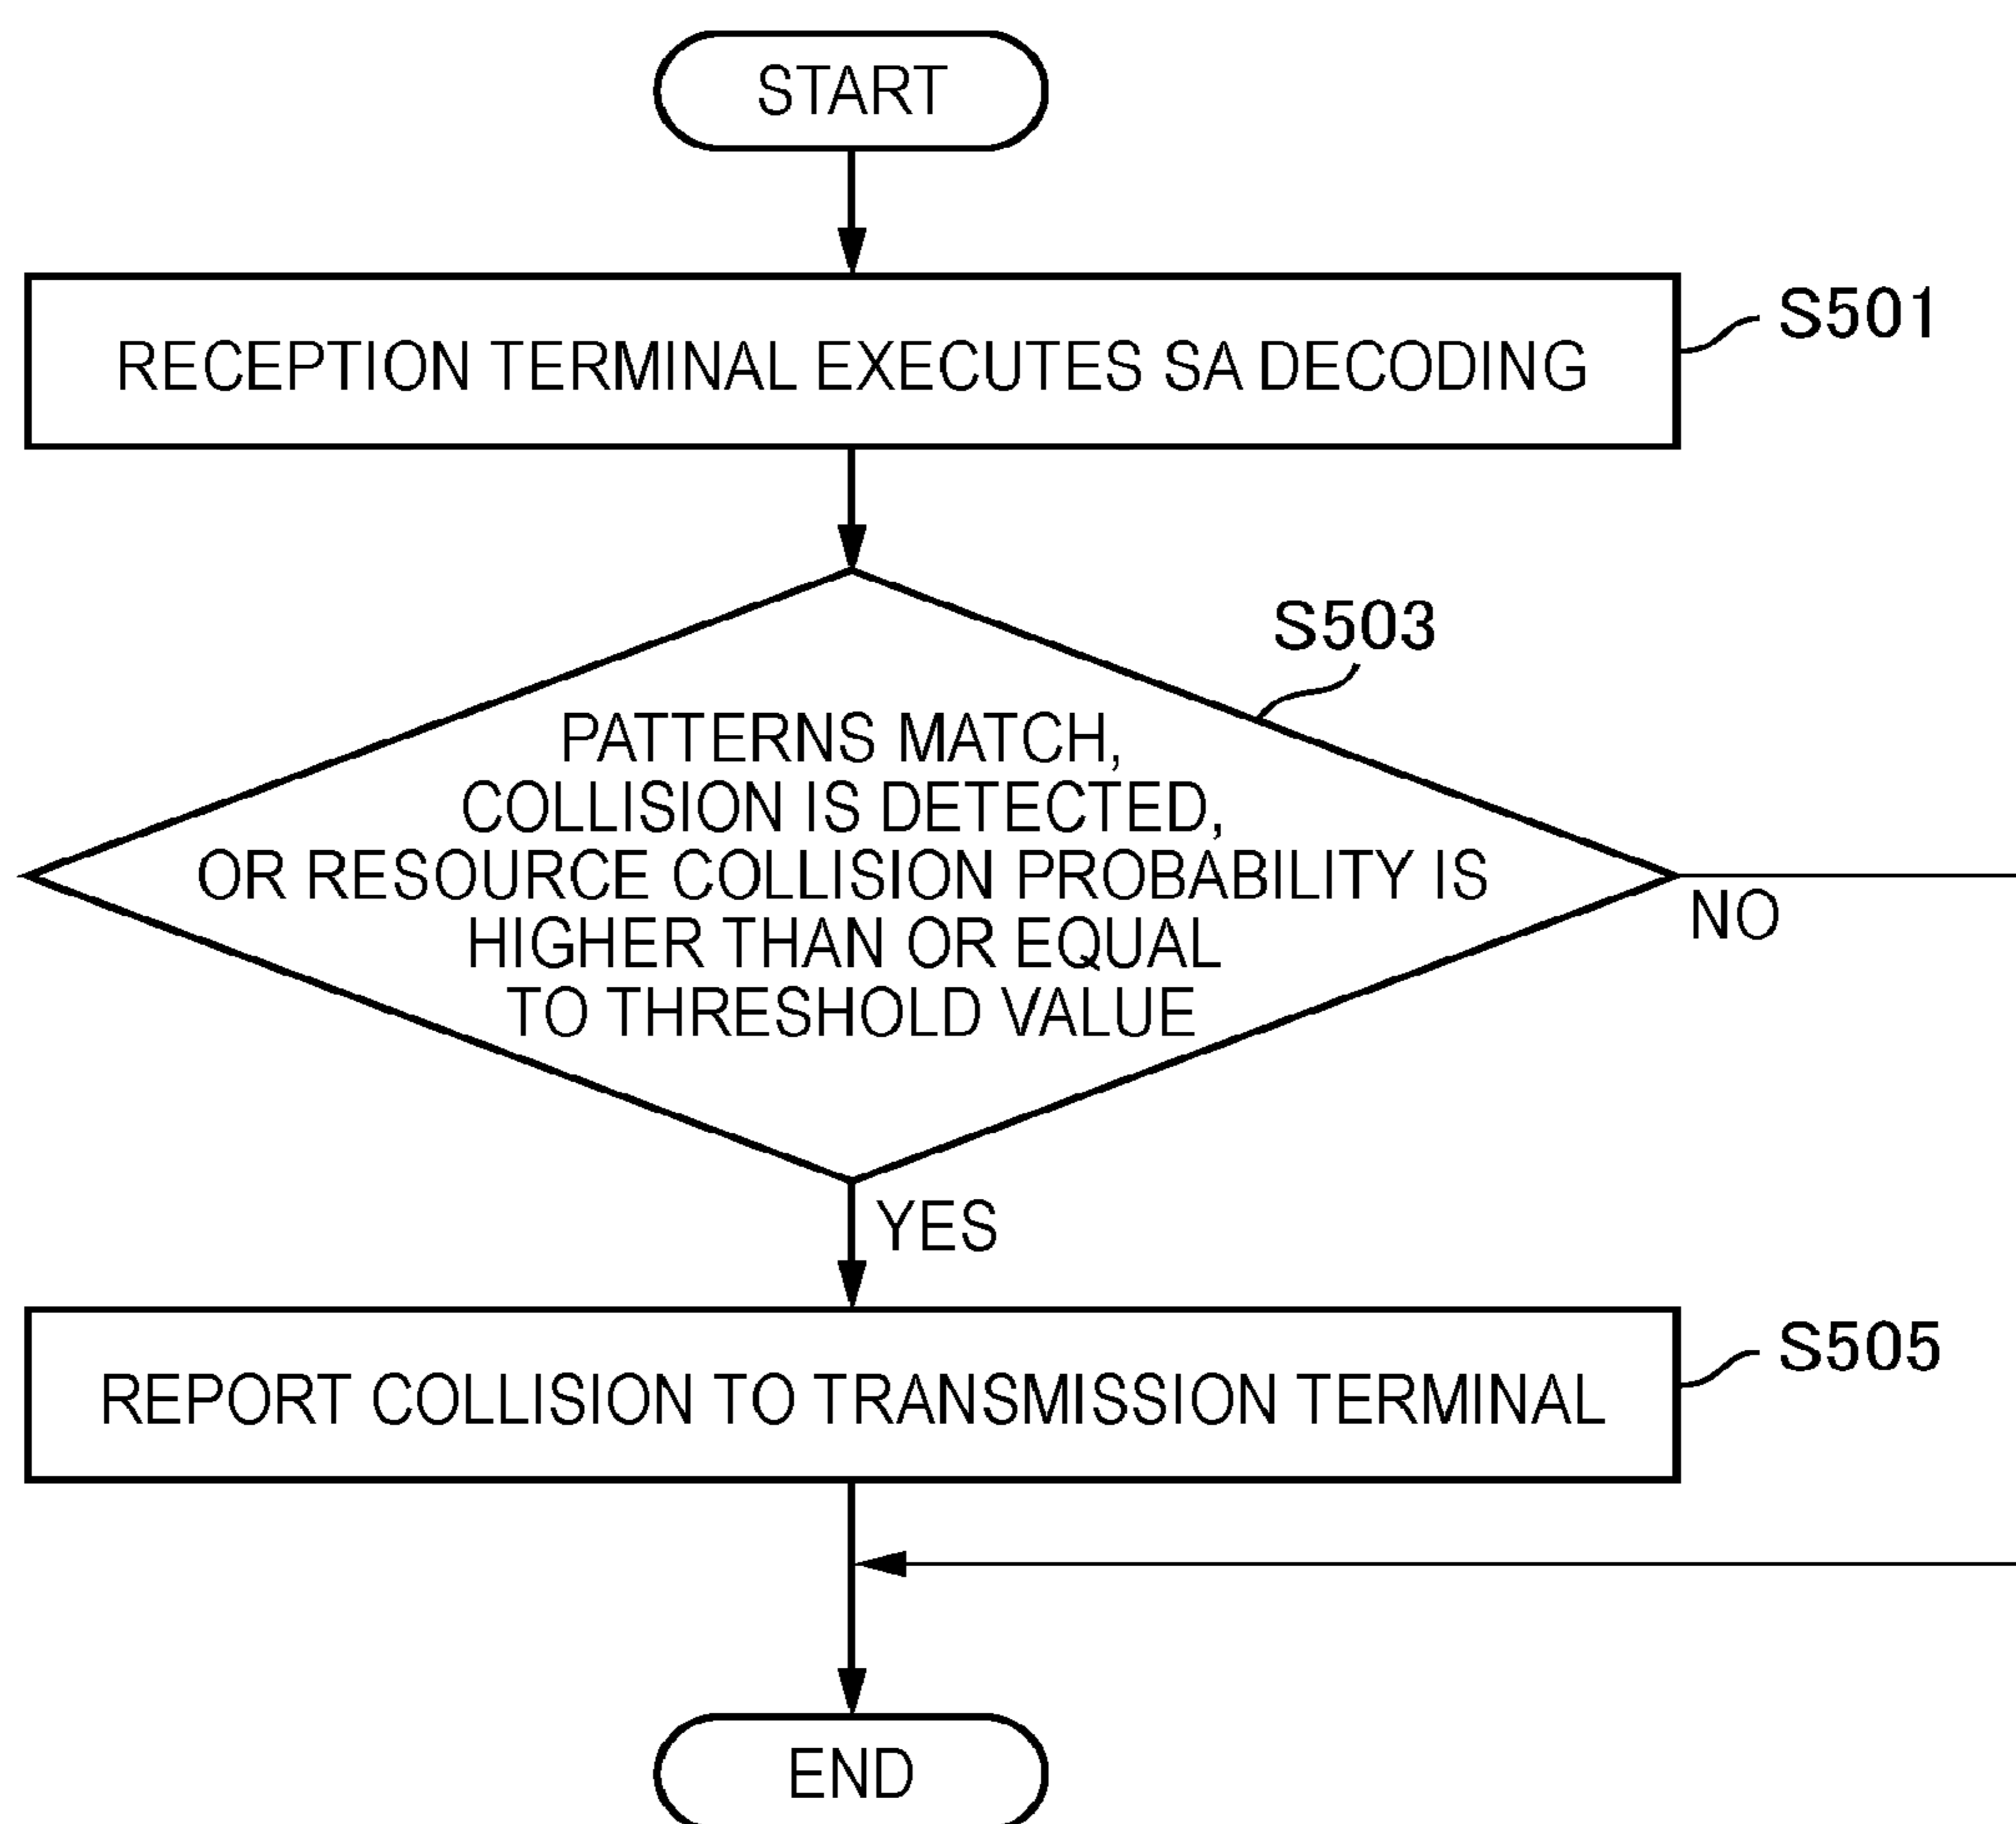 START
RECEPTION TERMINAL EXECUTES SA DECODING
S501
S503
PATTERNS MATCH,
COLLISION IS DETECTED,
OR RESOURCE COLLISION PROBABILITY IS
HIGHER THAN OR EQUAL
TO THRESHOLD VALUE
NO
YES
REPORT COLLISION TO TRANSMISSION TERMINAL
S505
END